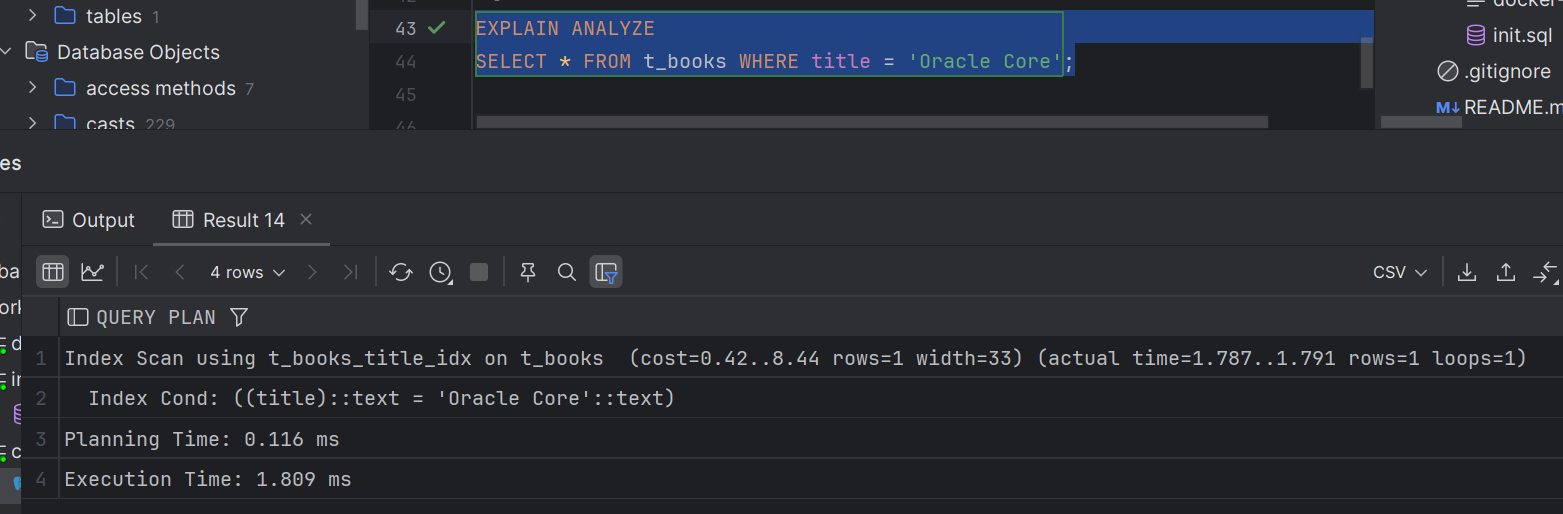 tables 1
Database Objects
access methods 7
casts 229
43
EXPLAIN ANALYZE
44
SELECT * FROM t_books WHERE title = 'Oracle Core';
45
46
init.sql
.gitignore
M↓ README.m
es
Output
Result 14
4 rows
CSV
QUERY PLAN
1 Index Scan using t_books_title_idx on t_books  (cost=0.42..8.44 rows=1 width=33) (actual time=1.787..1.791 rows=1 loops=1)
2   Index Cond: ((title)::text = 'Oracle Core'::text)
3 Planning Time: 0.116 ms
4 Execution Time: 1.809 ms